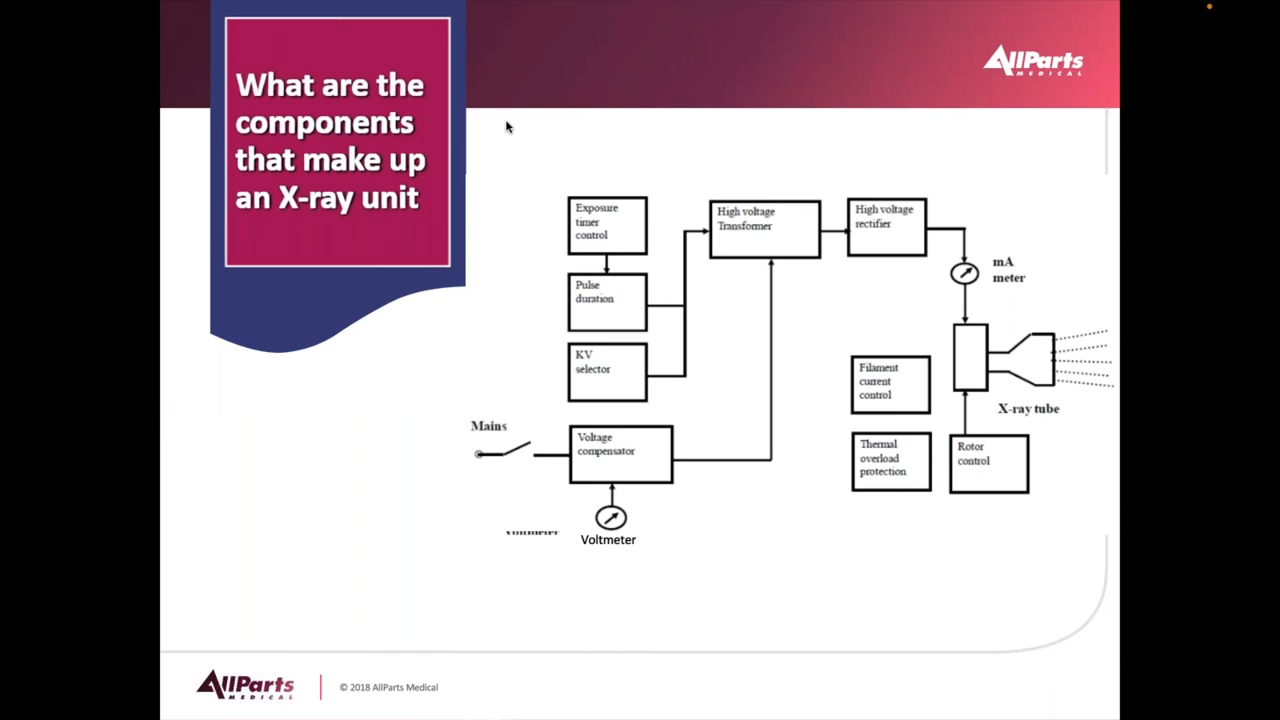 What are the
components
that make up
an X-ray unit
AllParts
MEDICAL
Exposure
timer
control
High voltage
Transformer
High voltage
rectifier
mA
meter
Pulse
duration
KV
selector
Filament
current
control
X-ray tube
Mains
Voltage
compensator
Thermal
overload
protection
Rotor
control
Voltmeter
AllParts
MEDICAL
© 2018 AllParts Medical